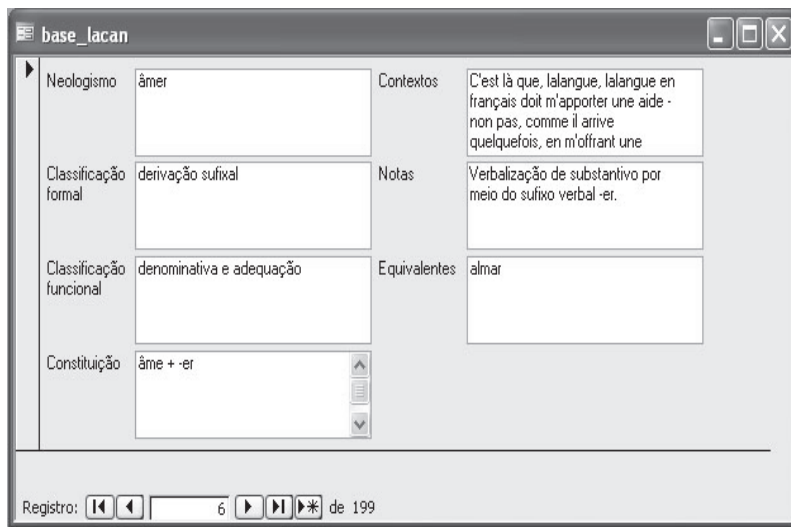 base_lacan
Neologismo
âmer
Contextos
C'est là que, lalangue, lalangue en
français doit m'apporter une aide -
non pas, comme il arrive
quelquefois, en m'offrant une
Classificação
formal
derivação sufixal
Notas
Verbalização de substantivo por
meio do sufixo verbal -er.
Classificação
funcional
denominativa e adequação
Equivalentes
almar
Constituição
âme + -er
Registro: 6 de 199